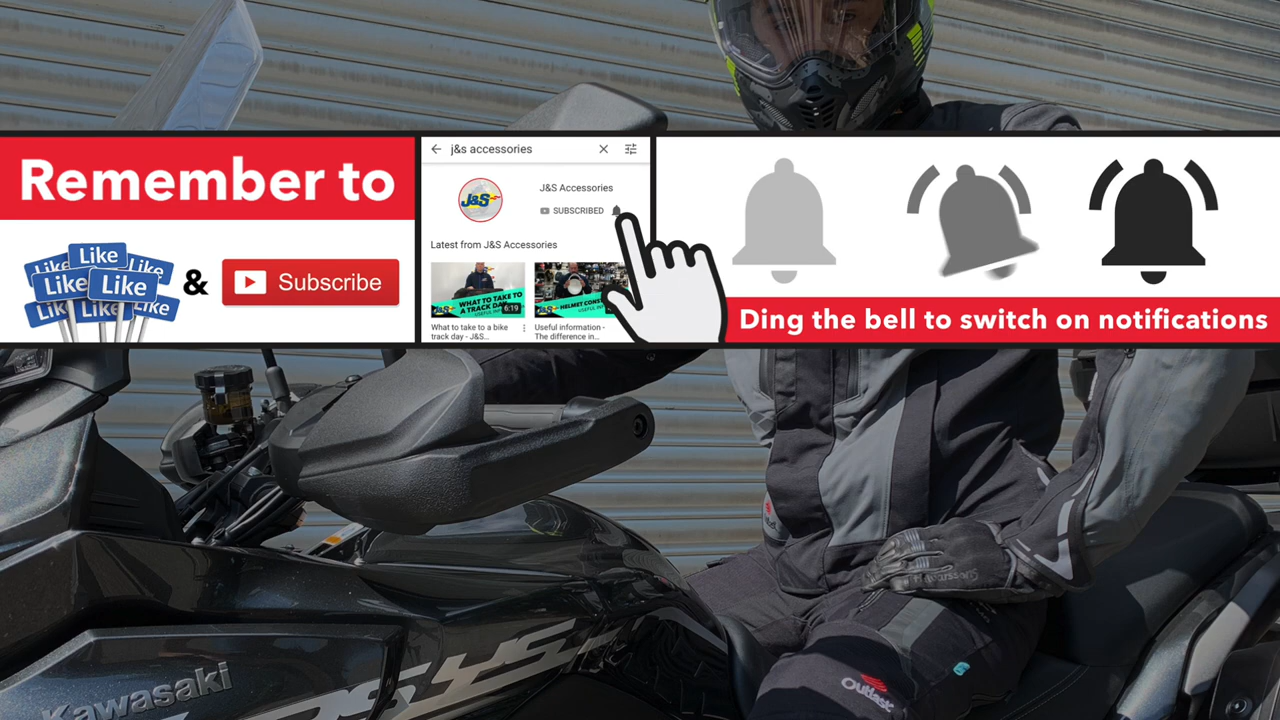 Remember to
Like
Like
Like
Like
Like
Like
Like
Like
&
Subscribe
j&s accessories
J&S
J&S Accessories
SUBSCRIBED
Latest from J&S Accessories
WHAT TO TAKE TO
A TRACK DAY
6:19
What to take to a bike
track day - J&S...
Useful information -
The difference in...
Ding the bell to switch on notifications
Kawasaki
Outlast